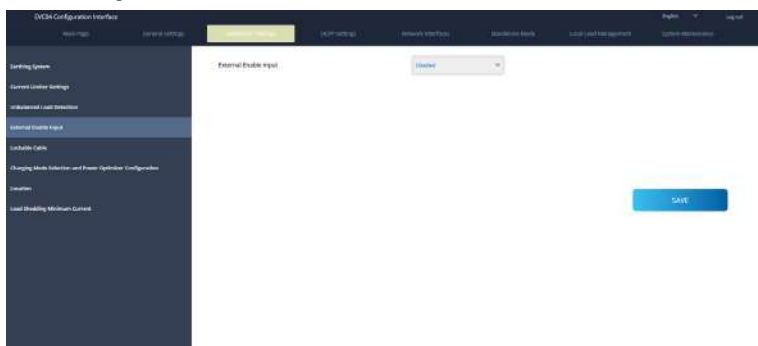 EVC04 Configuration Interface
English
Log out
Main Page
General Settings
Installation Settings
OCPP Settings
Network Interfaces
Standalone Mode
Local Load Management
System Maintenance
Earthing System
External Enable Input
Disabled
Current Limiter Settings
Unbalanced Load Detection
External Enable Input
Lockable Cable
Charging Mode Selection and Power Optimizer Configuration
Location
Load Shedding Minimum Current
SAVE